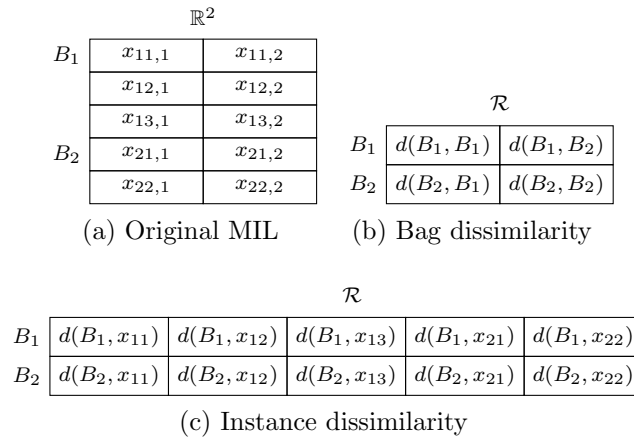 ℝ²
B₁ x₁₁,₁ x₁₁,₂
x₁₂,₁ x₁₂,₂
x₁₃,₁ x₁₃,₂
B₂ x₂₁,₁ x₂₁,₂
x₂₂,₁ x₂₂,₂
(a) Original MIL
ℛ
B₁ d(B₁, B₁) d(B₁, B₂)
B₂ d(B₂, B₁) d(B₂, B₂)
(b) Bag dissimilarity
ℛ
B₁ d(B₁, x₁₁) d(B₁, x₁₂) d(B₁, x₁₃) d(B₁, x₂₁) d(B₁, x₂₂)
B₂ d(B₂, x₁₁) d(B₂, x₁₂) d(B₂, x₁₃) d(B₂, x₂₁) d(B₂, x₂₂)
(c) Instance dissimilarity